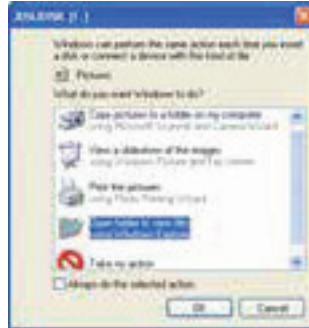 Windows can perform the same action each time you insert
a disk or connect a device with this kind of file:
Pictures
What do you want Windows to do?
Copy pictures to a folder on my computer
using Microsoft Scanner and Camera Wizard
View a slideshow of the images
using Windows Picture and Fax Viewer
Print the pictures
using Photo Printing Wizard
Open folder to view files
using Windows Explorer
Take no action
Always do the selected action.
OK
Cancel